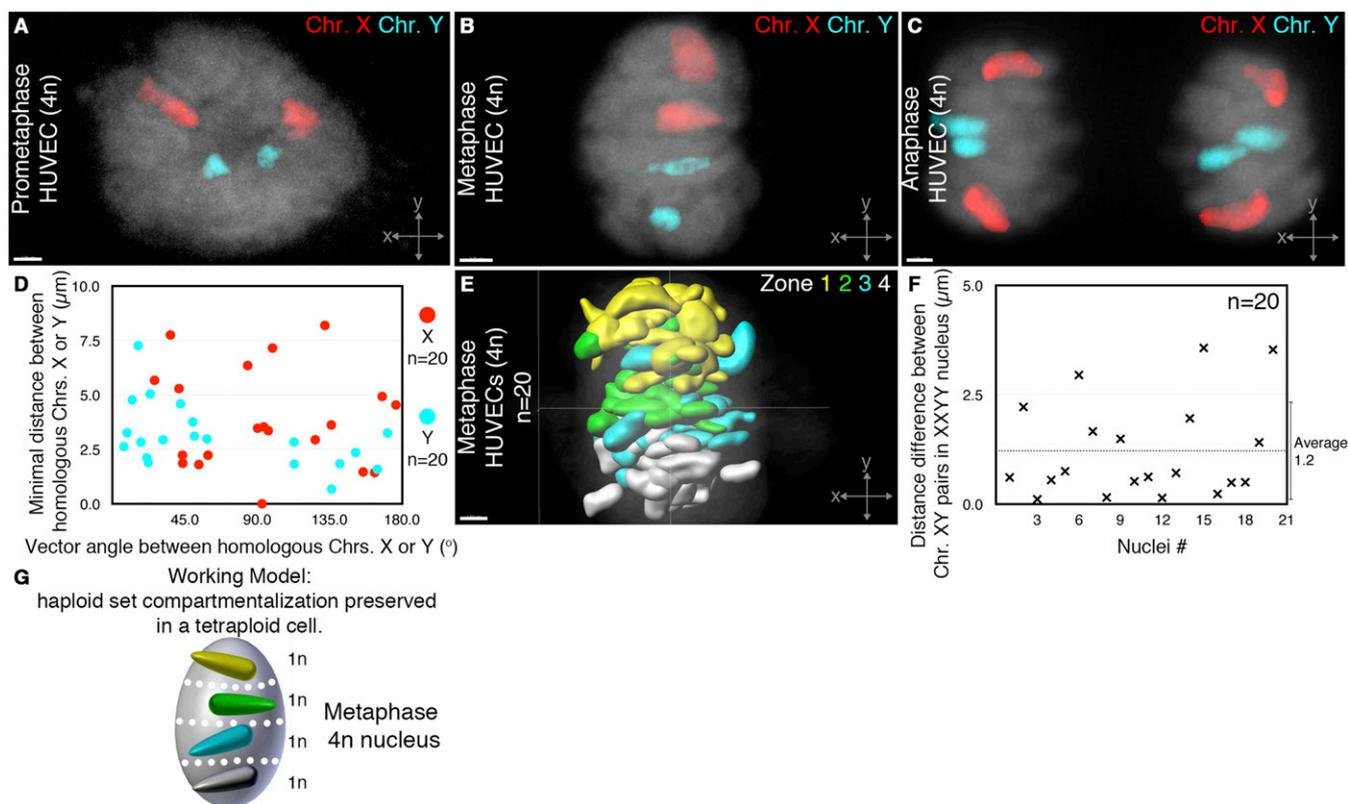 A
Chr. X Chr. Y
Prometaphase
HUVEC (4n)
y
x
B
Chr. X Chr. Y
Metaphase
HUVEC (4n)
y
x
C
Chr. X Chr. Y
Anaphase
HUVEC (4n)
y
x
D
Minimal distance between
homologous Chrs. X or Y (µm)
10.0
7.5
5.0
2.5
0.0
45.0
90.0
135.0
180.0
Vector angle between homologous Chrs. X or Y (º)
X
n=20
Y
n=20
E
Zone 1 2 3 4
Metaphase
HUVECs (4n)
n=20
y
x
F
Distance difference between
Chr. XY pairs in XXYY nucleus (µm)
5.0
2.5
0.0
n=20
Average
1.2
3
6
9
12
15
18
21
Nuclei #
G
Working Model:
haploid set compartmentalization preserved
in a tetraploid cell.
1n
1n
1n
1n
Metaphase
4n nucleus